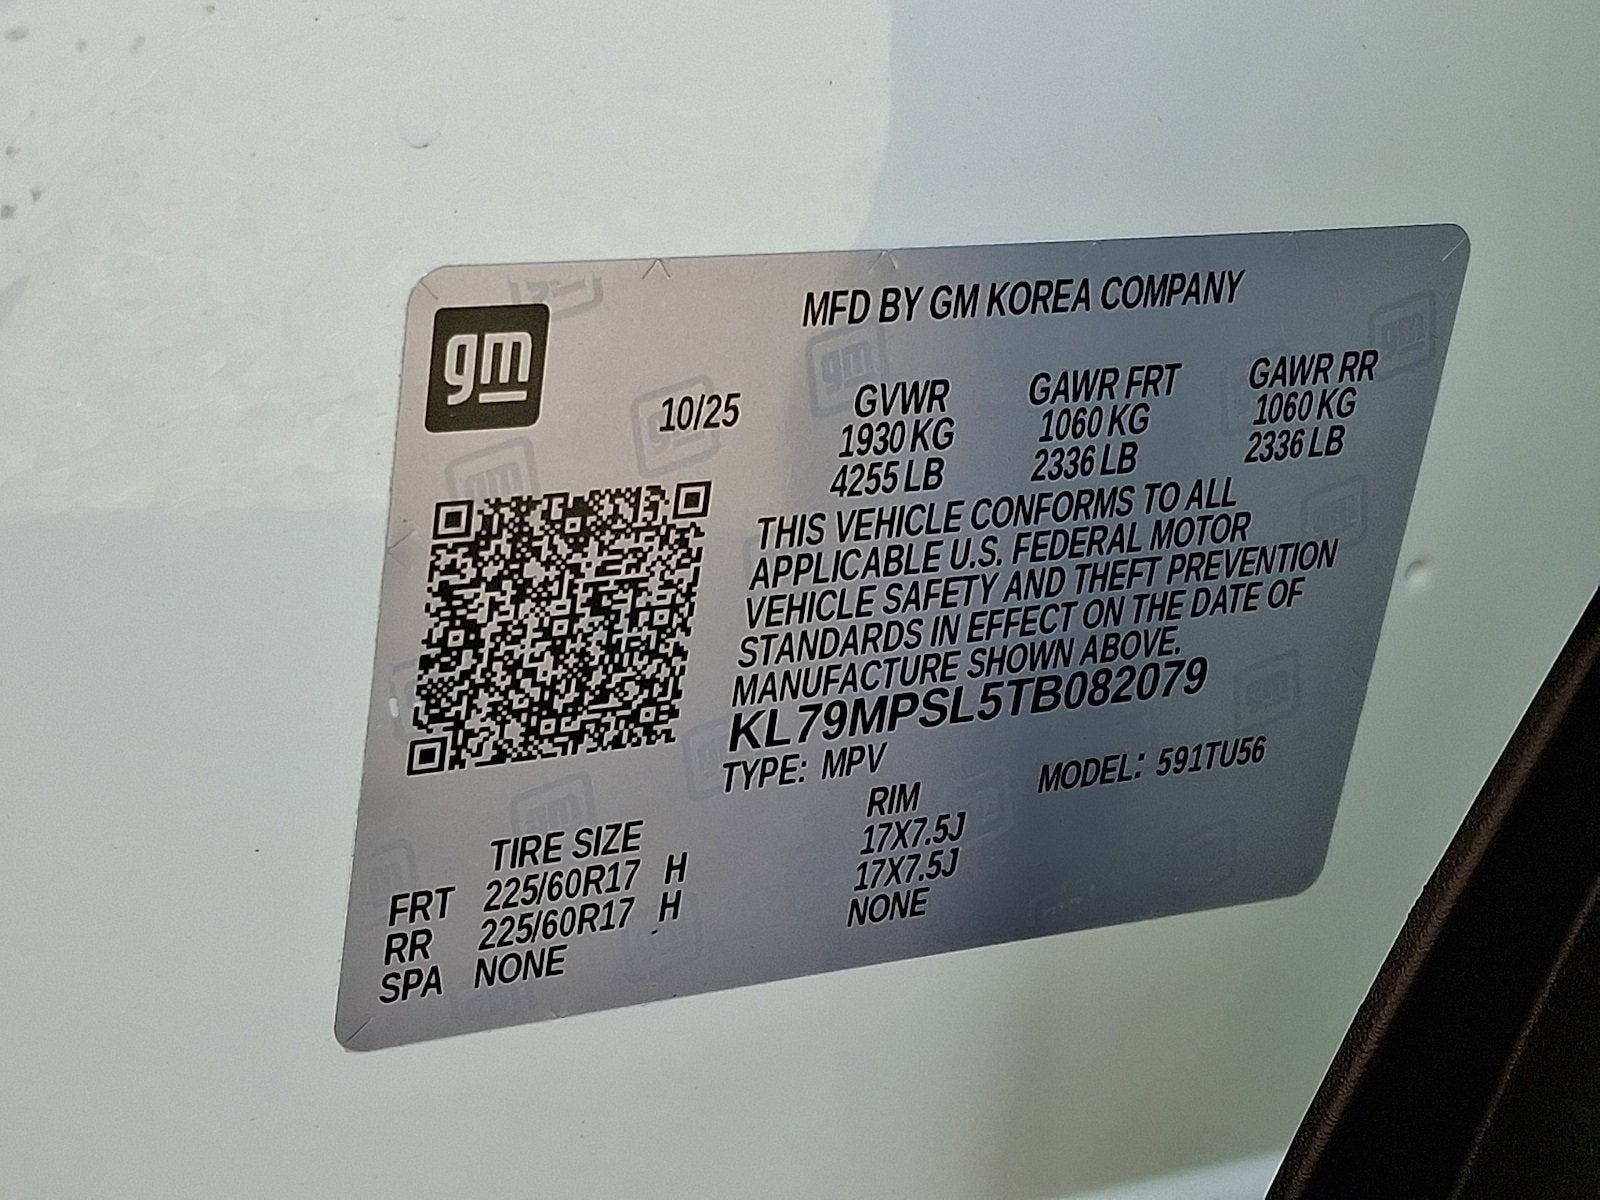 gm
MFD BY GM KOREA COMPANY
10/25
GVWR GAWR FRT GAWR RR
1930 KG 1060 KG 1060 KG
4255 LB 2336 LB 2336 LB
THIS VEHICLE CONFORMS TO ALL
APPLICABLE U.S. FEDERAL MOTOR
VEHICLE SAFETY AND THEFT PREVENTION
STANDARDS IN EFFECT ON THE DATE OF
MANUFACTURE SHOWN ABOVE.
KL79MPSL5TB082079
TYPE: MPV MODEL: 591TU56
TIRE SIZE RIM
FRT 225/60R17 H 17X7.5J
RR 225/60R17 H 17X7.5J
SPA NONE NONE